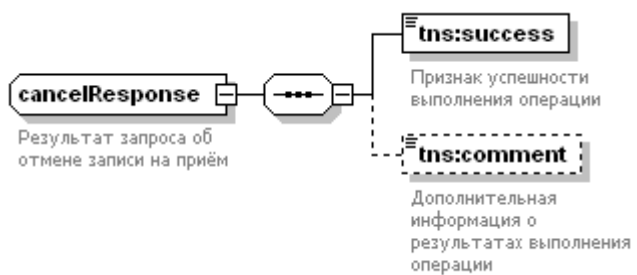 tns:success
Признак успешности
выполнения операции
cancelResponse
Результат запроса об
отмене записи на приём
tns:comment
Дополнительная
информация о
результатах выполнения
операции